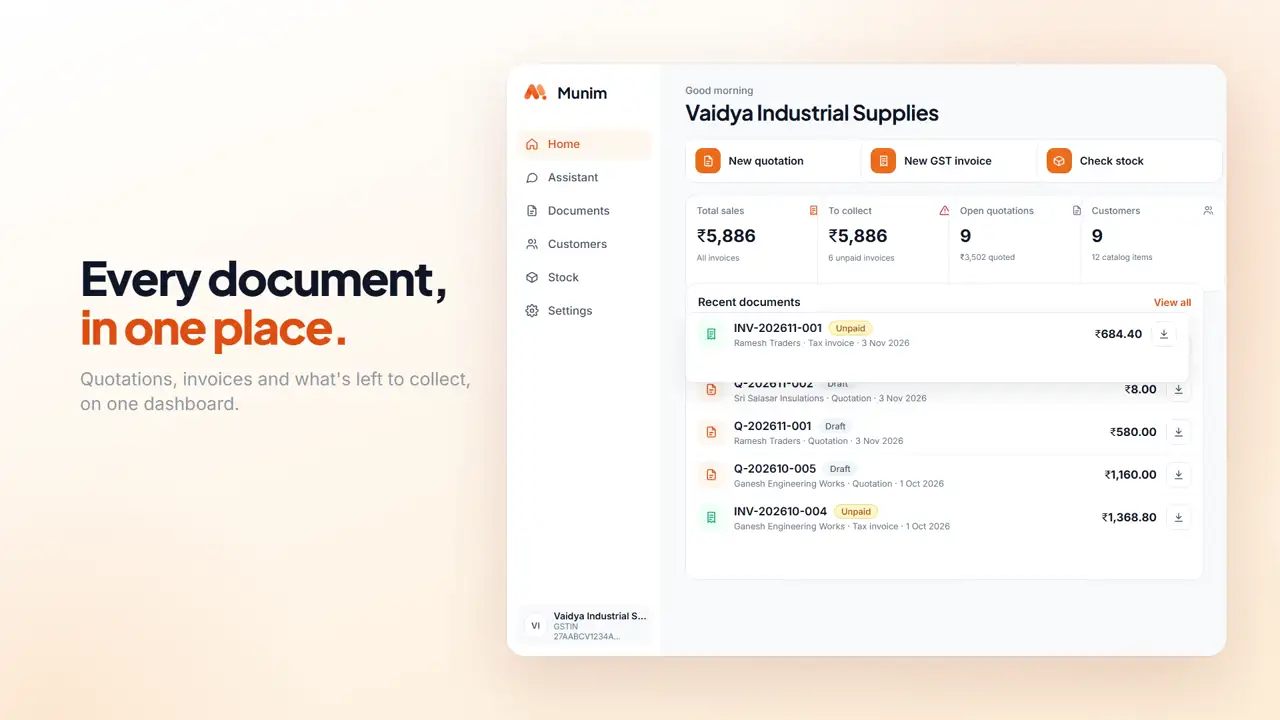 Every document,
in one place.
Quotations, invoices and what's left to collect,
on one dashboard.
Munim
Home
Assistant
Documents
Customers
Stock
Settings
VI
Vaidya Industrial S...
GSTIN
27AABCV1234A...
Good morning
Vaidya Industrial Supplies
New quotation
New GST invoice
Check stock
Total sales
₹5,886
All invoices
To collect
₹5,886
6 unpaid invoices
Open quotations
9
₹3,502 quoted
Customers
9
12 catalog items
Recent documents
View all
INV-202611-001 Unpaid
Ramesh Traders · Tax invoice · 3 Nov 2026
₹684.40
Q-202611-002 Draft
Sri Salasar Insulations · Quotation · 3 Nov 2026
₹8.00
Q-202611-001 Draft
Ramesh Traders · Quotation · 3 Nov 2026
₹580.00
Q-202610-005 Draft
Ganesh Engineering Works · Quotation · 1 Oct 2026
₹1,160.00
INV-202610-004 Unpaid
Ganesh Engineering Works · Tax invoice · 1 Oct 2026
₹1,368.80